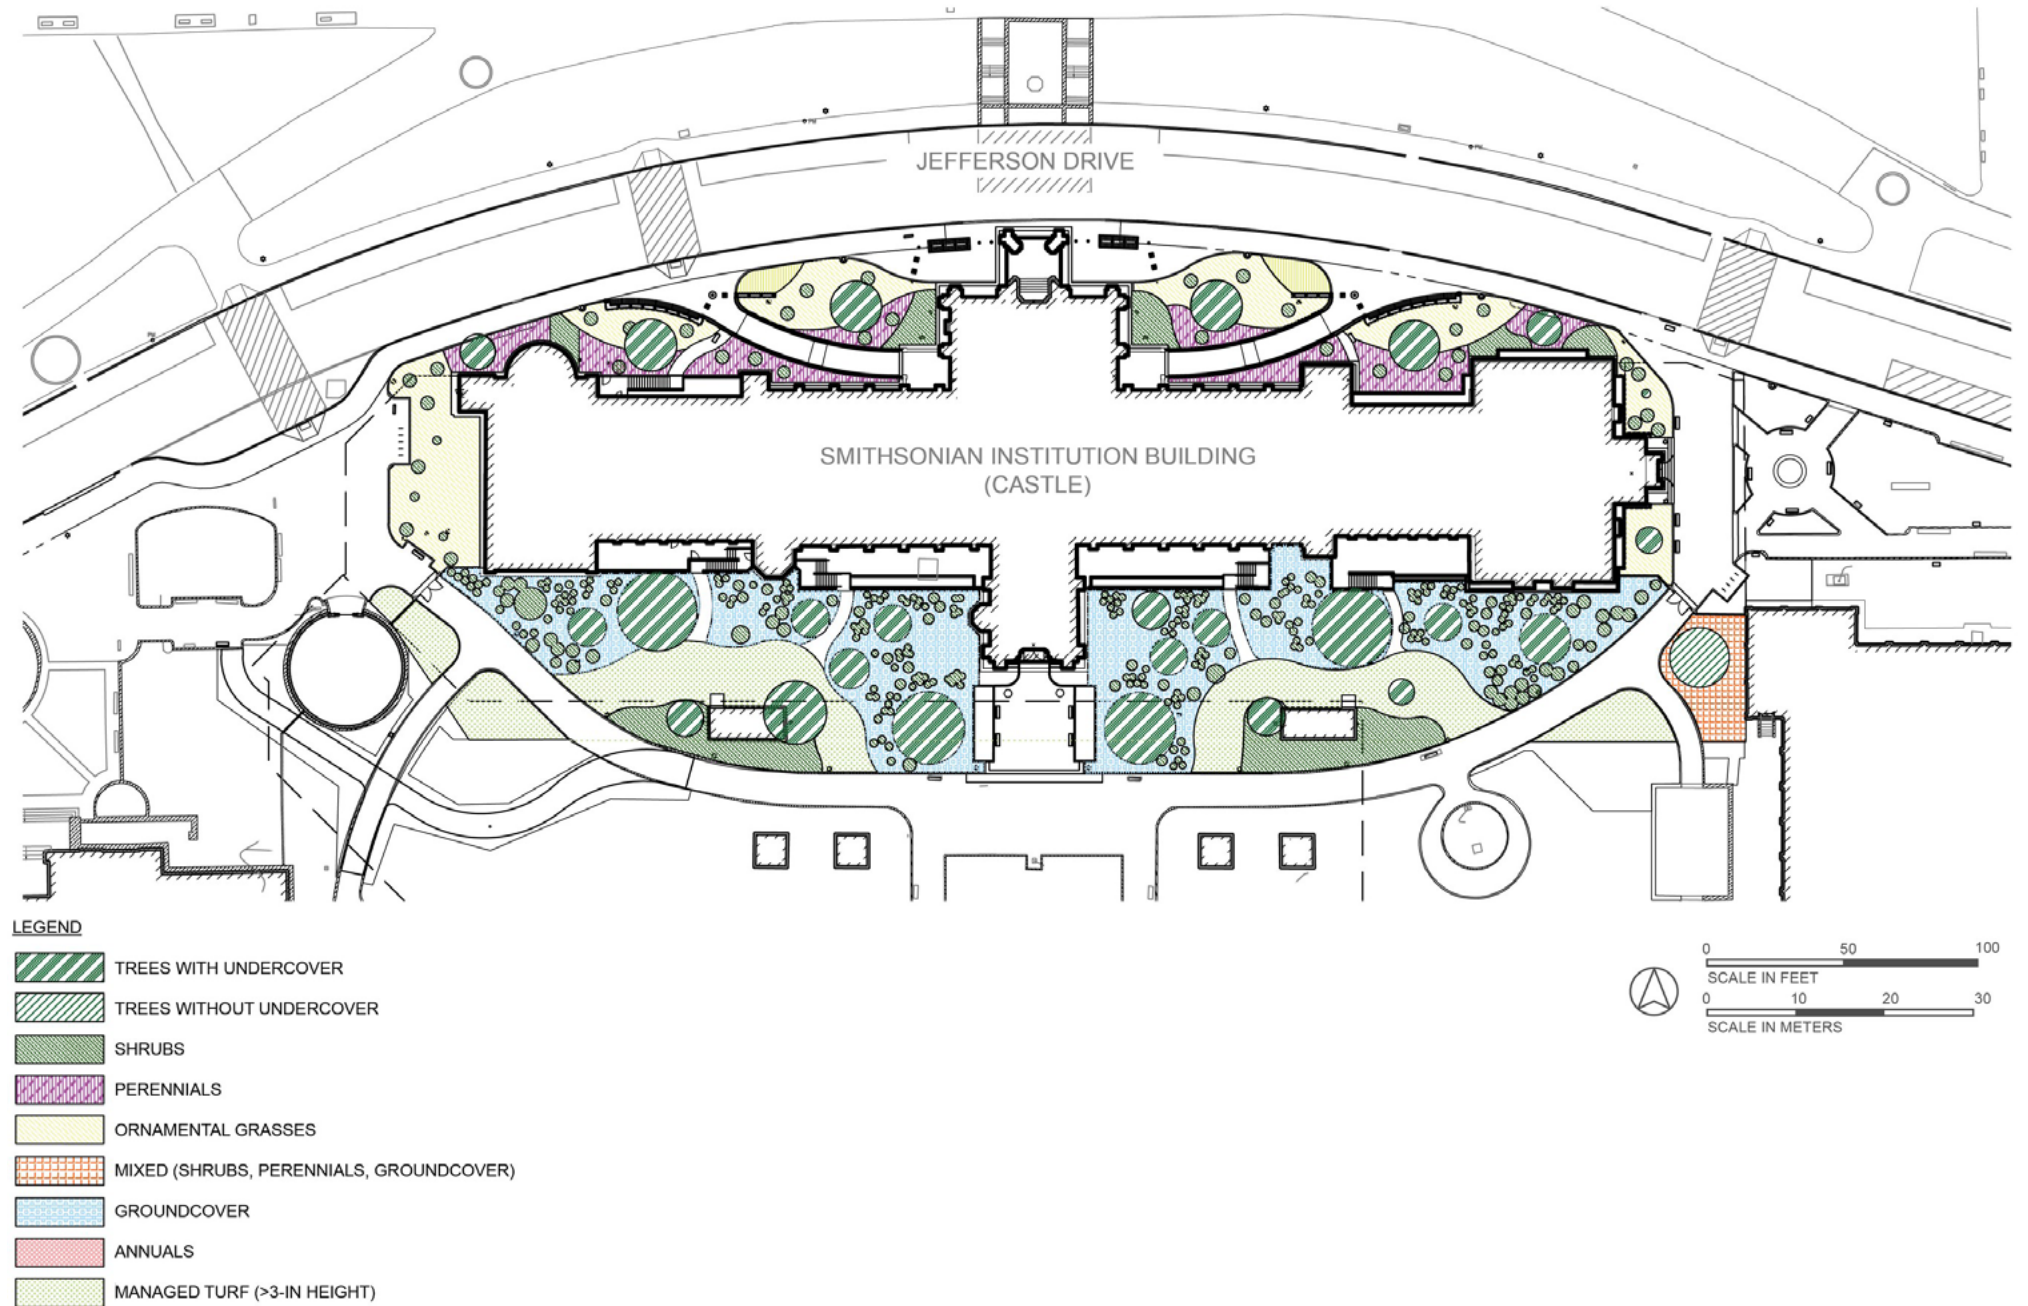 JEFFERSON DRIVE
SMITHSONIAN INSTITUTION BUILDING
(CASTLE)
LEGEND
TREES WITH UNDERCOVER
TREES WITHOUT UNDERCOVER
SHRUBS
PERENNIALS
ORNAMENTAL GRASSES
MIXED (SHRUBS, PERENNIALS, GROUNDCOVER)
GROUNDCOVER
ANNUALS
MANAGED TURF (>3-IN HEIGHT)
0 50 100
SCALE IN FEET
0 10 20 30
SCALE IN METERS